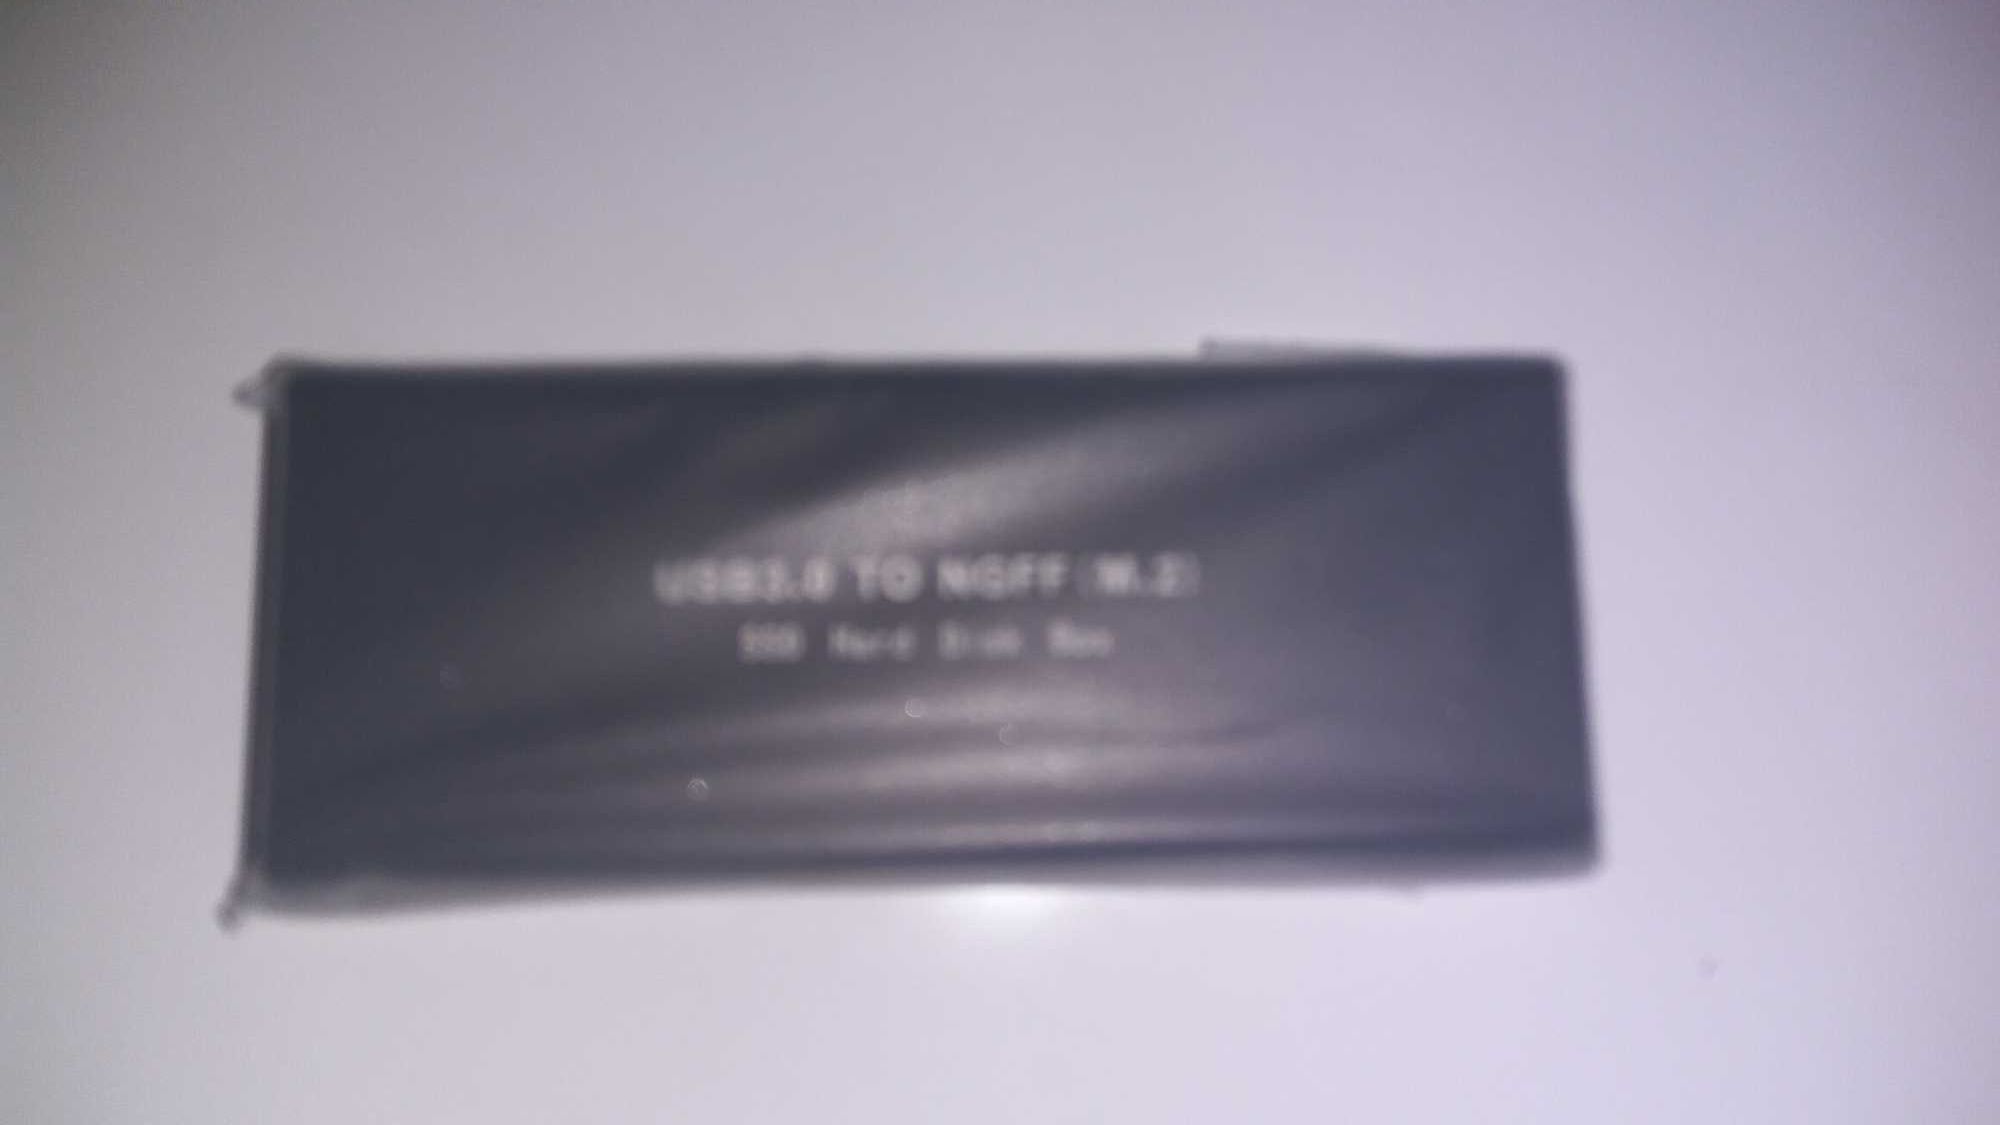 USB3.0 TO NGFF (M.2)
SSD Hard Disk Box